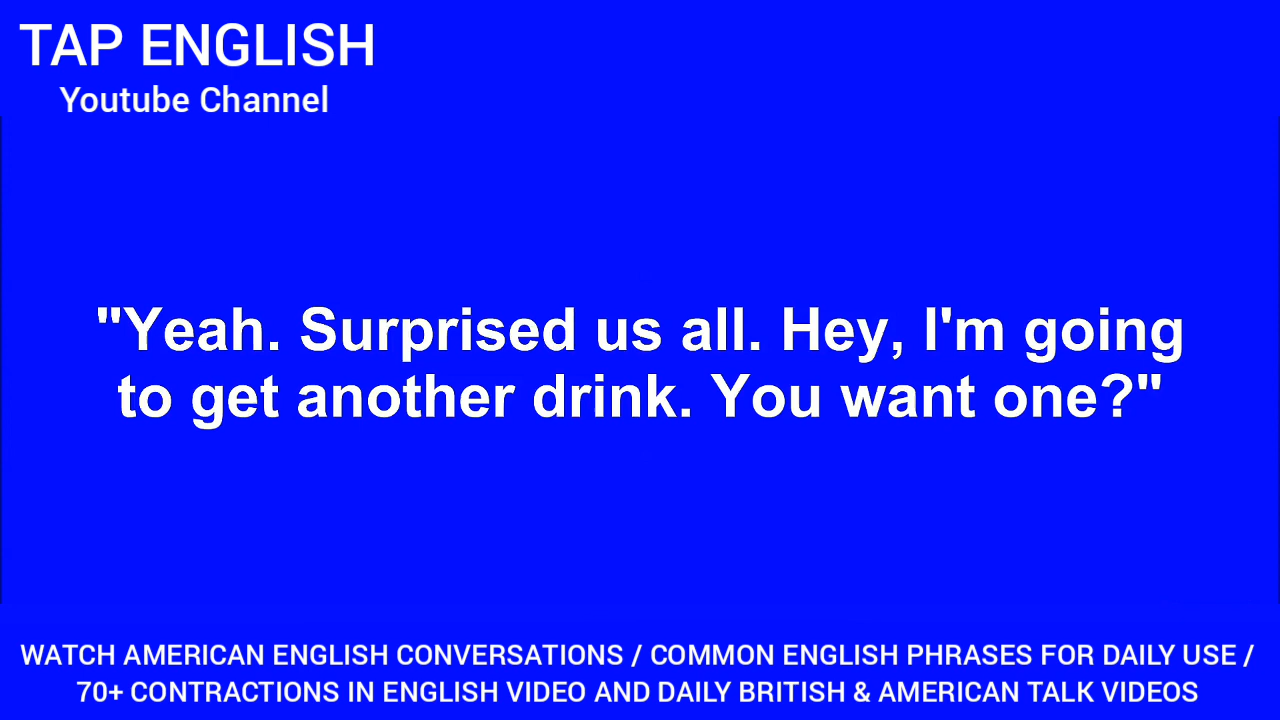 TAP ENGLISH
Youtube Channel
"Yeah. Surprised us all. Hey, I'm going
to get another drink. You want one?"
WATCH AMERICAN ENGLISH CONVERSATIONS / COMMON ENGLISH PHRASES FOR DAILY USE /
70+ CONTRACTIONS IN ENGLISH VIDEO AND DAILY BRITISH & AMERICAN TALK VIDEOS